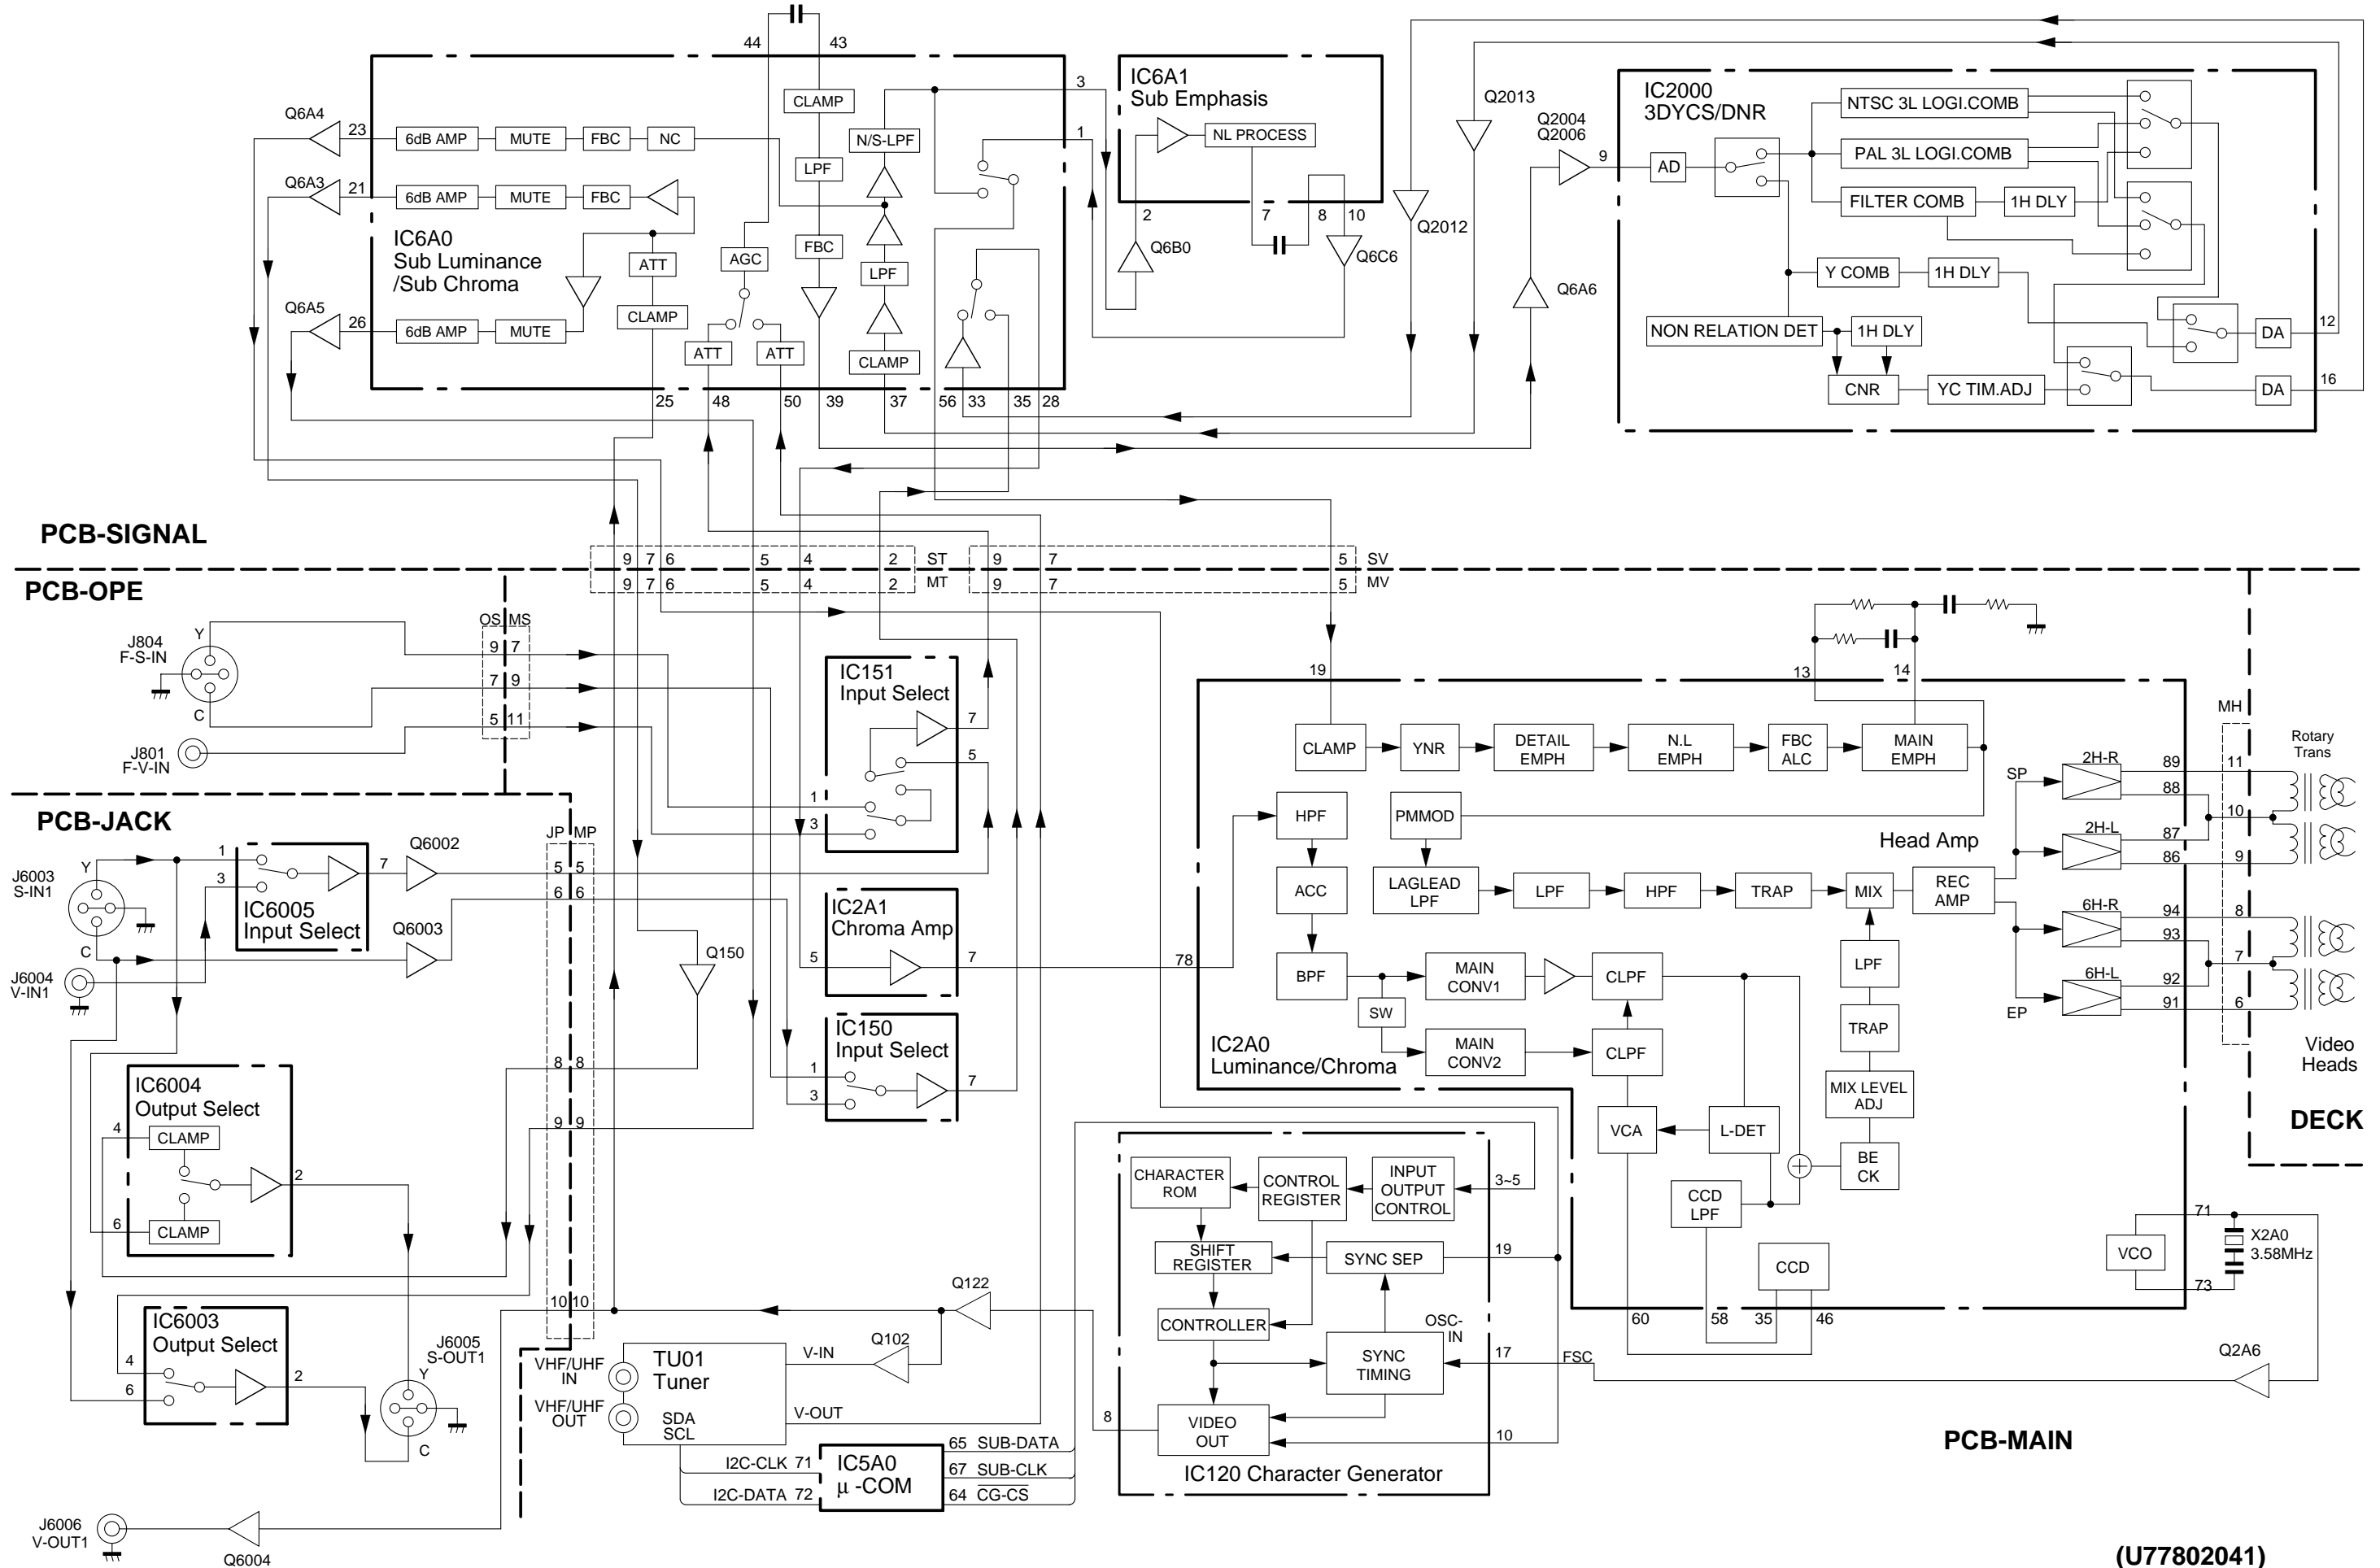 44
43
3
1
IC6A1
Sub Emphasis
NL PROCESS
2
7
8
10
Q6B0
Q6C6
Q2013
Q2012
Q2004
Q2006
Q6A6
9
IC2000
3DYCS/DNR
AD
NTSC 3L LOGI.COMB
PAL 3L LOGI.COMB
FILTER COMB
1H DLY
Y COMB
1H DLY
NON RELATION DET
1H DLY
CNR
YC TIM.ADJ
DA
12
DA
16
Q6A4
23
6dB AMP
MUTE
FBC
NC
Q6A3
21
6dB AMP
MUTE
FBC
IC6A0
Sub Luminance
/Sub Chroma
Q6A5
26
6dB AMP
MUTE
ATT
CLAMP
AGC
ATT
ATT
CLAMP
LPF
FBC
N/S-LPF
LPF
CLAMP
25
48
50
39
37
56
33
35
28
PCB-SIGNAL
9 7 6 5 4 2 ST
9 7 6 5 4 2 MT
9 7 5 SV
9 7 5 MV
PCB-OPE
J804
F-S-IN
Y
C
J801
F-V-IN
OS MS
9 7
7 9
5 11
IC151
Input Select
7
5
1
3
PCB-JACK
J6003
S-IN1
Y
C
J6004
V-IN1
1
3
IC6005
Input Select
7
Q6002
Q6003
JP MP
5 5
6 6
8 8
9 9
10 10
Q150
IC2A1
Chroma Amp
5
7
78
IC150
Input Select
1
3
7
IC6004
Output Select
4
CLAMP
6
CLAMP
2
IC6003
Output Select
4
6
2
J6005
S-OUT1
Y
C
J6006
V-OUT1
Q6004
VHF/UHF
IN
VHF/UHF
OUT
TU01
Tuner
V-IN
V-OUT
SDA
SCL
Q102
Q122
I2C-CLK 71
I2C-DATA 72
IC5A0
μ -COM
65 SUB-DATA
67 SUB-CLK
64 CG-CS
CHARACTER
ROM
CONTROL
REGISTER
INPUT
OUTPUT
CONTROL
3~5
SHIFT
REGISTER
SYNC SEP
19
CONTROLLER
SYNC
TIMING
OSC-
IN
17
FSC
VIDEO
OUT
8
10
IC120 Character Generator
19
13
14
CLAMP
YNR
DETAIL
EMPH
N.L
EMPH
FBC
ALC
MAIN
EMPH
HPF
PMMOD
ACC
LAGLEAD
LPF
LPF
HPF
TRAP
MIX
Head Amp
REC
AMP
SP
EP
2H-R
2H-L
6H-R
6H-L
89
88
87
86
94
93
92
91
MH
11
10
9
8
7
6
Rotary
Trans
Video
Heads
DECK
BPF
SW
MAIN
CONV1
CLPF
MAIN
CONV2
CLPF
LPF
TRAP
MIX LEVEL
ADJ
BE
CK
IC2A0
Luminance/Chroma
VCA
L-DET
CCD
LPF
CCD
60
58
35
46
VCO
71
73
X2A0
3.58MHz
Q2A6
PCB-MAIN
(U77802041)